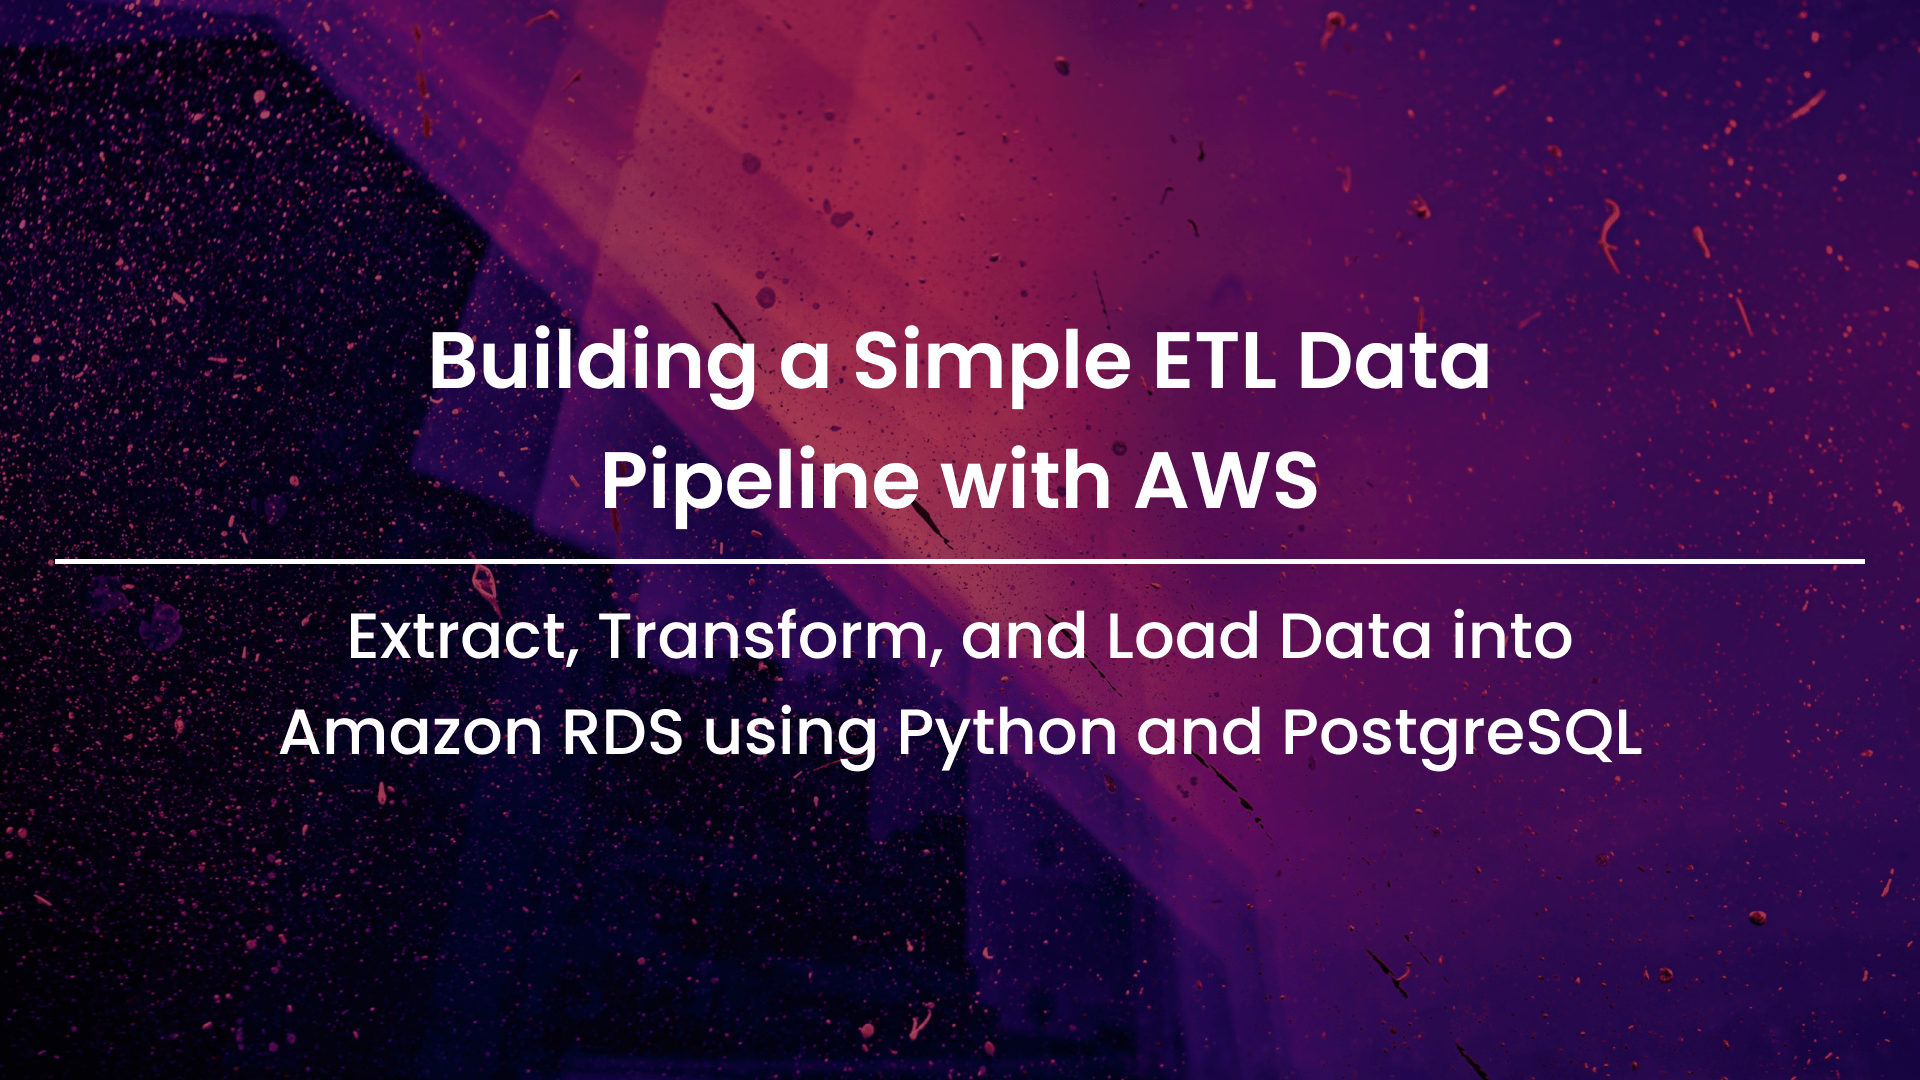 Building a Simple ETL Data
Pipeline with AWS
Extract, Transform, and Load Data into
Amazon RDS using Python and PostgreSQL